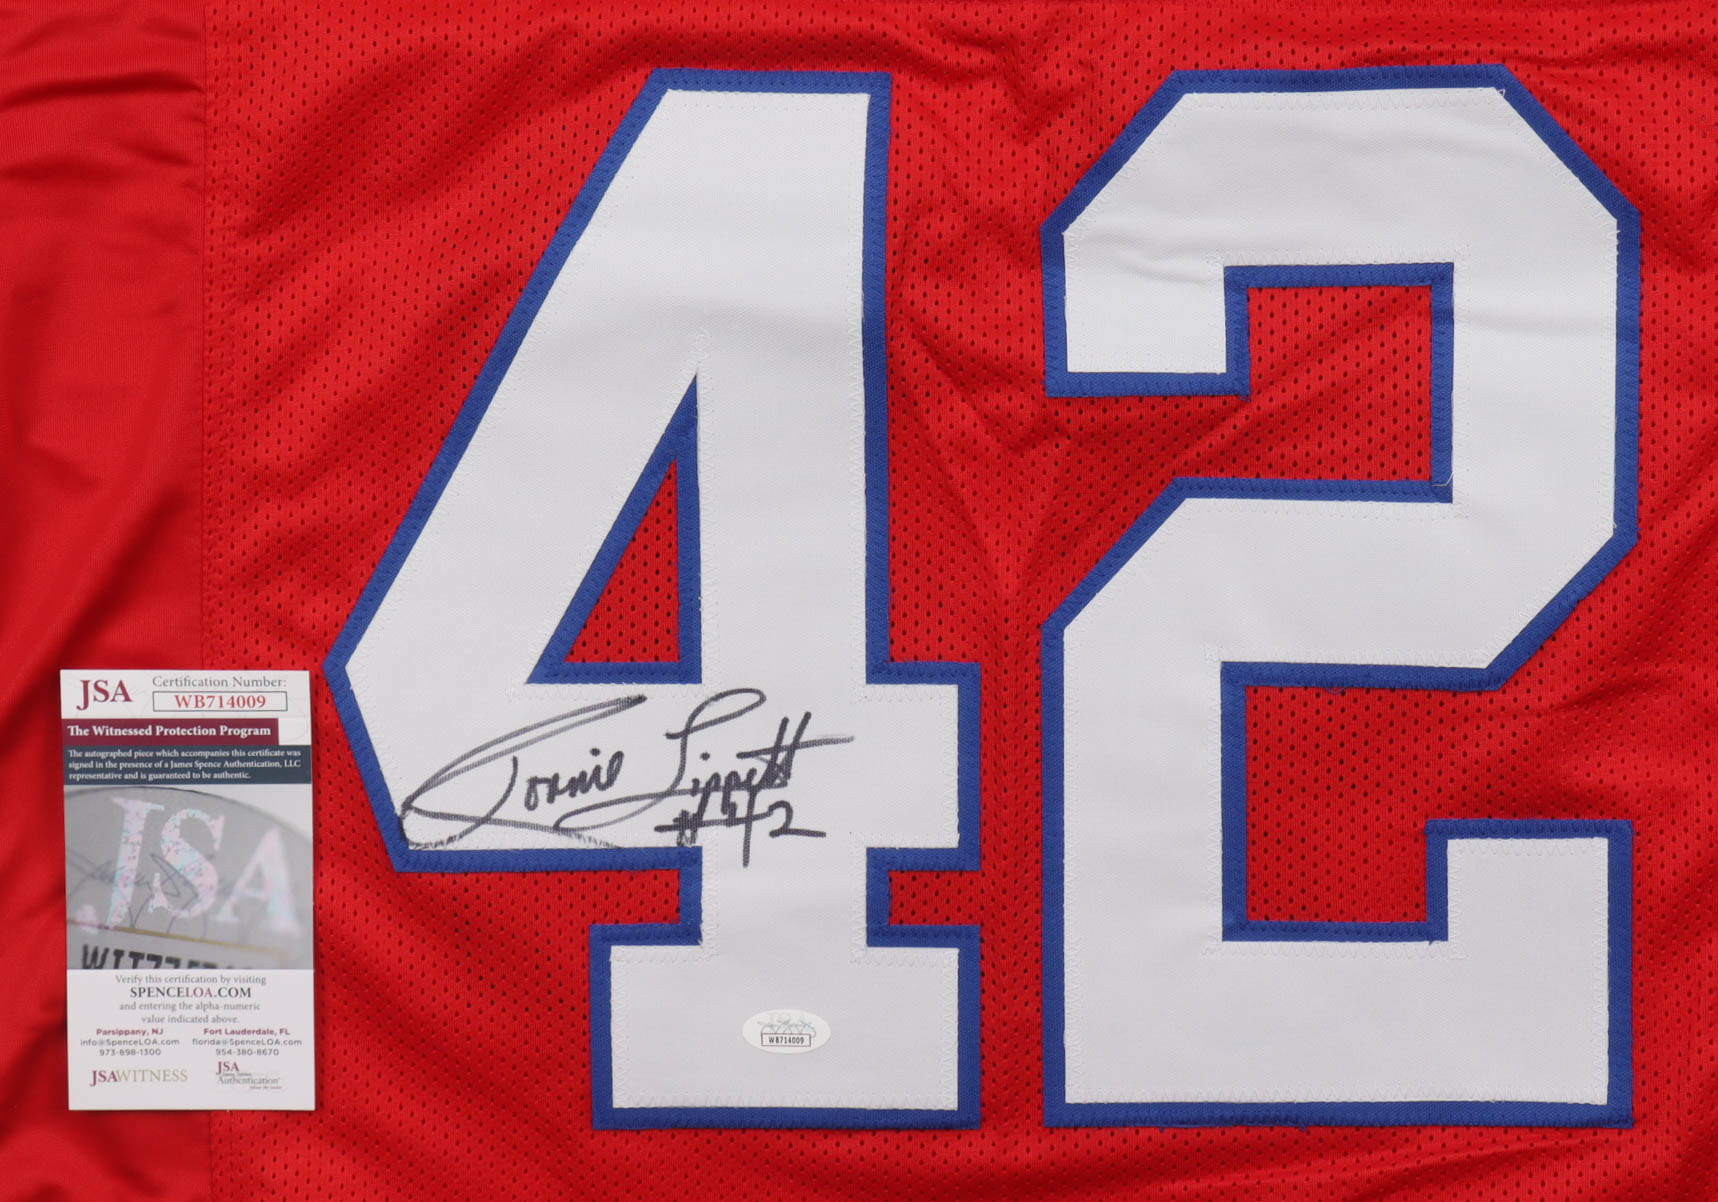 42
Ronnie Lippett
#42
JSA
Certification Number:
WB714009
The Witnessed Protection Program
The autographed piece which accompanies this certificate was
signed in the presence of a James Spence Authentication, LLC
representative and is guaranteed to be authentic.
JSA
Verify this certification by visiting
SPENCELOA.COM
and entering the alpha-numeric
value indicated above.
Parsippany, NJ
info@SpenceLOA.com
973-898-1300
Fort Lauderdale, FL
florida@SpenceLOA.com
954-380-8670
JSAWITNESS
JSA
Authentication
WB714009